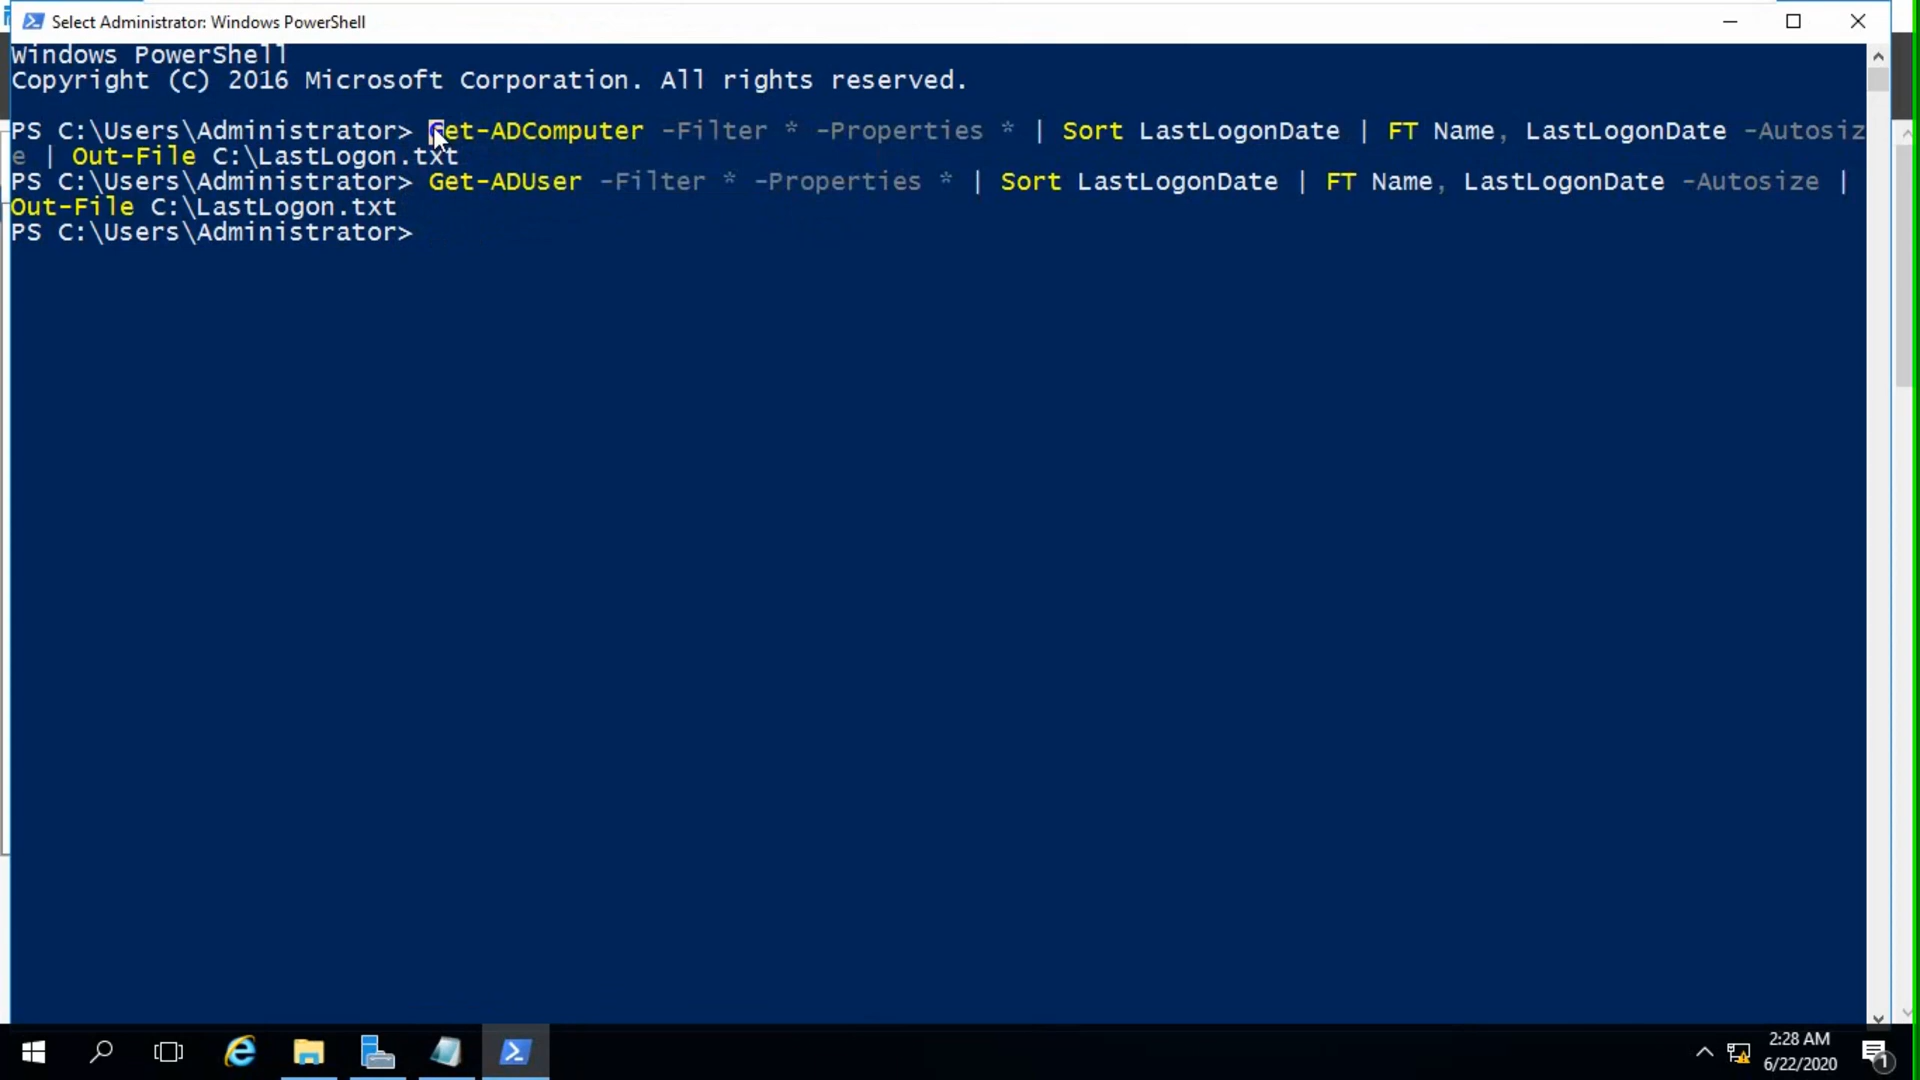 Select Administrator: Windows PowerShell
Windows PowerShell
Copyright (C) 2016 Microsoft Corporation. All rights reserved.
PS C:\Users\Administrator> Get-ADComputer -Filter * -Properties * | Sort LastLogonDate | FT Name, LastLogonDate -Autosiz
e | Out-File C:\LastLogon.txt
PS C:\Users\Administrator> Get-ADUser -Filter * -Properties * | Sort LastLogonDate | FT Name, LastLogonDate -Autosize |
Out-File C:\LastLogon.txt
PS C:\Users\Administrator>
2:28 AM
6/22/2020
1